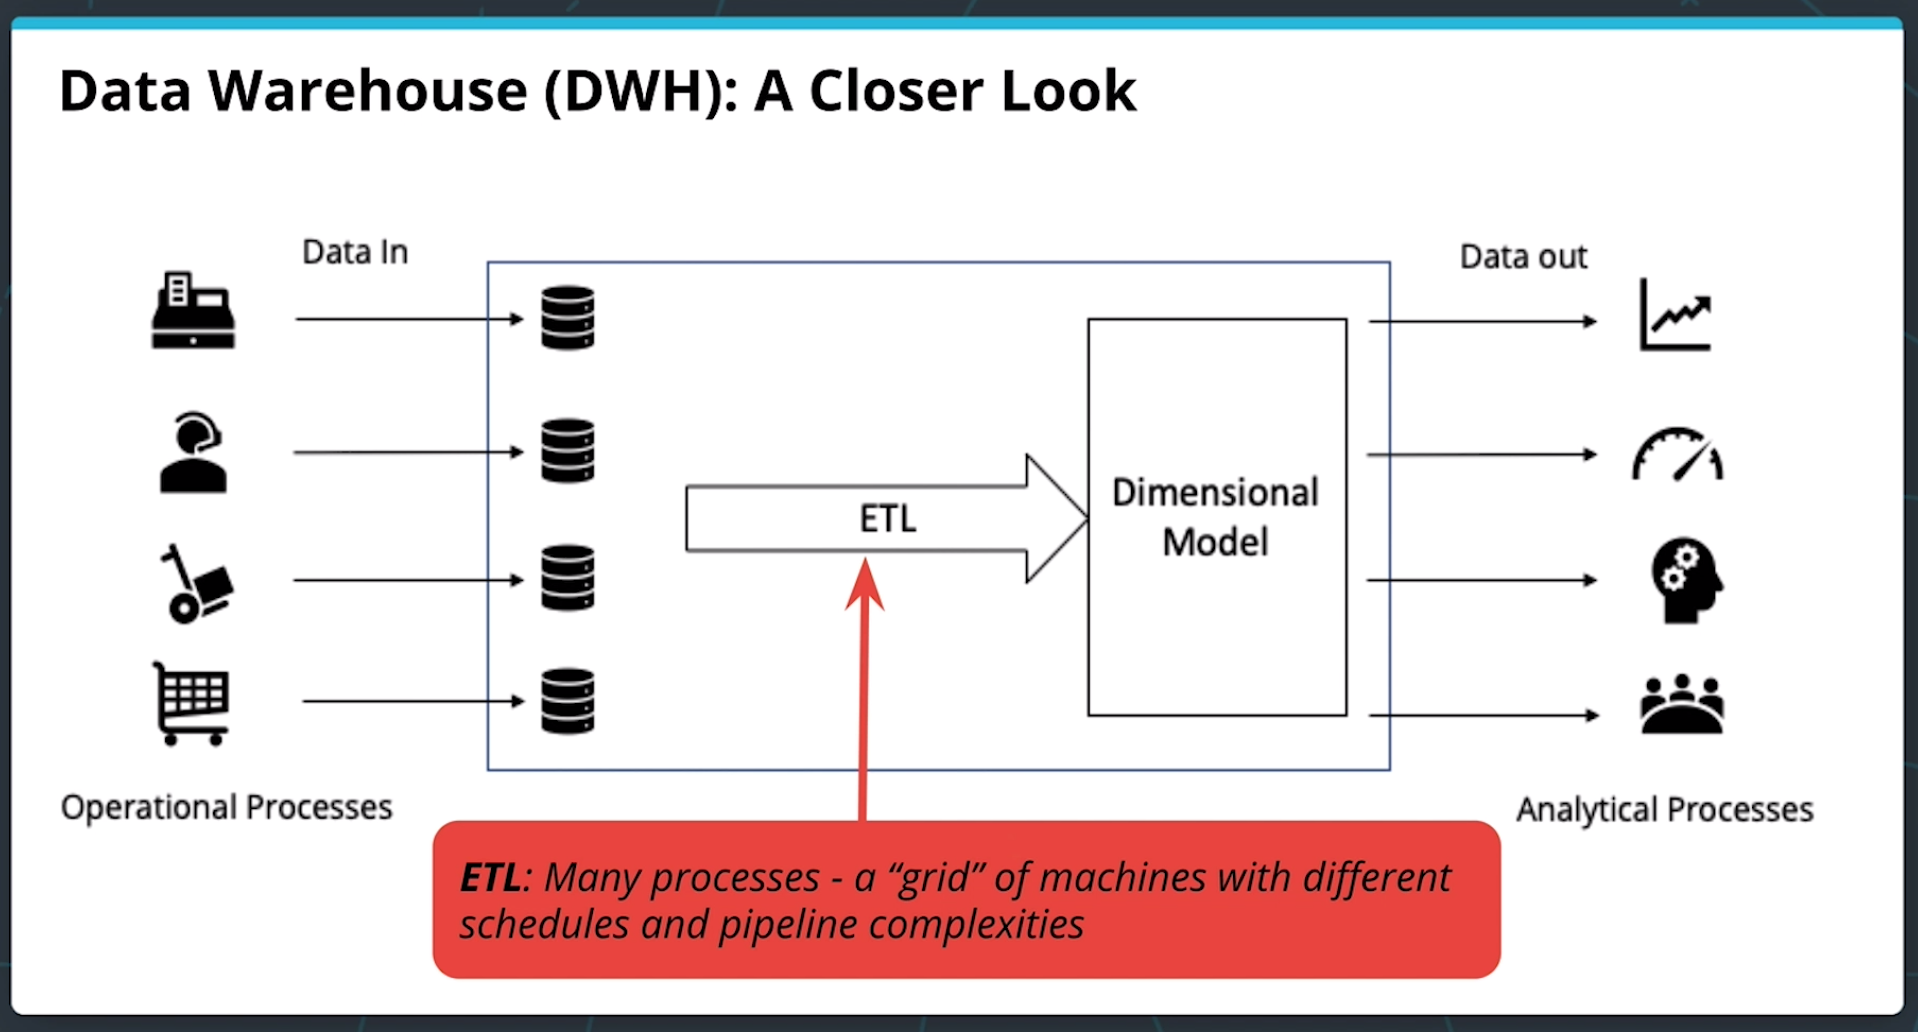 Data Warehouse (DWH): A Closer Look
Data In
Data out
ETL
Dimensional
Model
Operational Processes
Analytical Processes
ETL: Many processes - a “grid” of machines with different
schedules and pipeline complexities